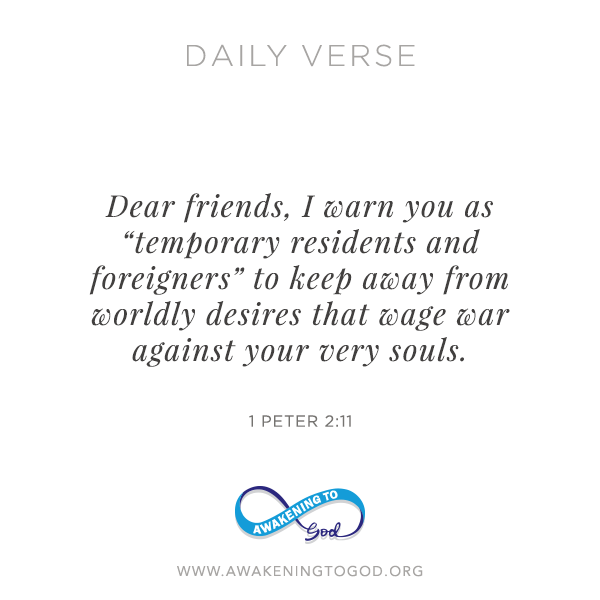 DAILY VERSE
Dear friends, I warn you as
“temporary residents and
foreigners” to keep away from
worldly desires that wage war
against your very souls.
1 PETER 2:11
AWAKENING TO
God
WWW.AWAKENINGTOGOD.ORG